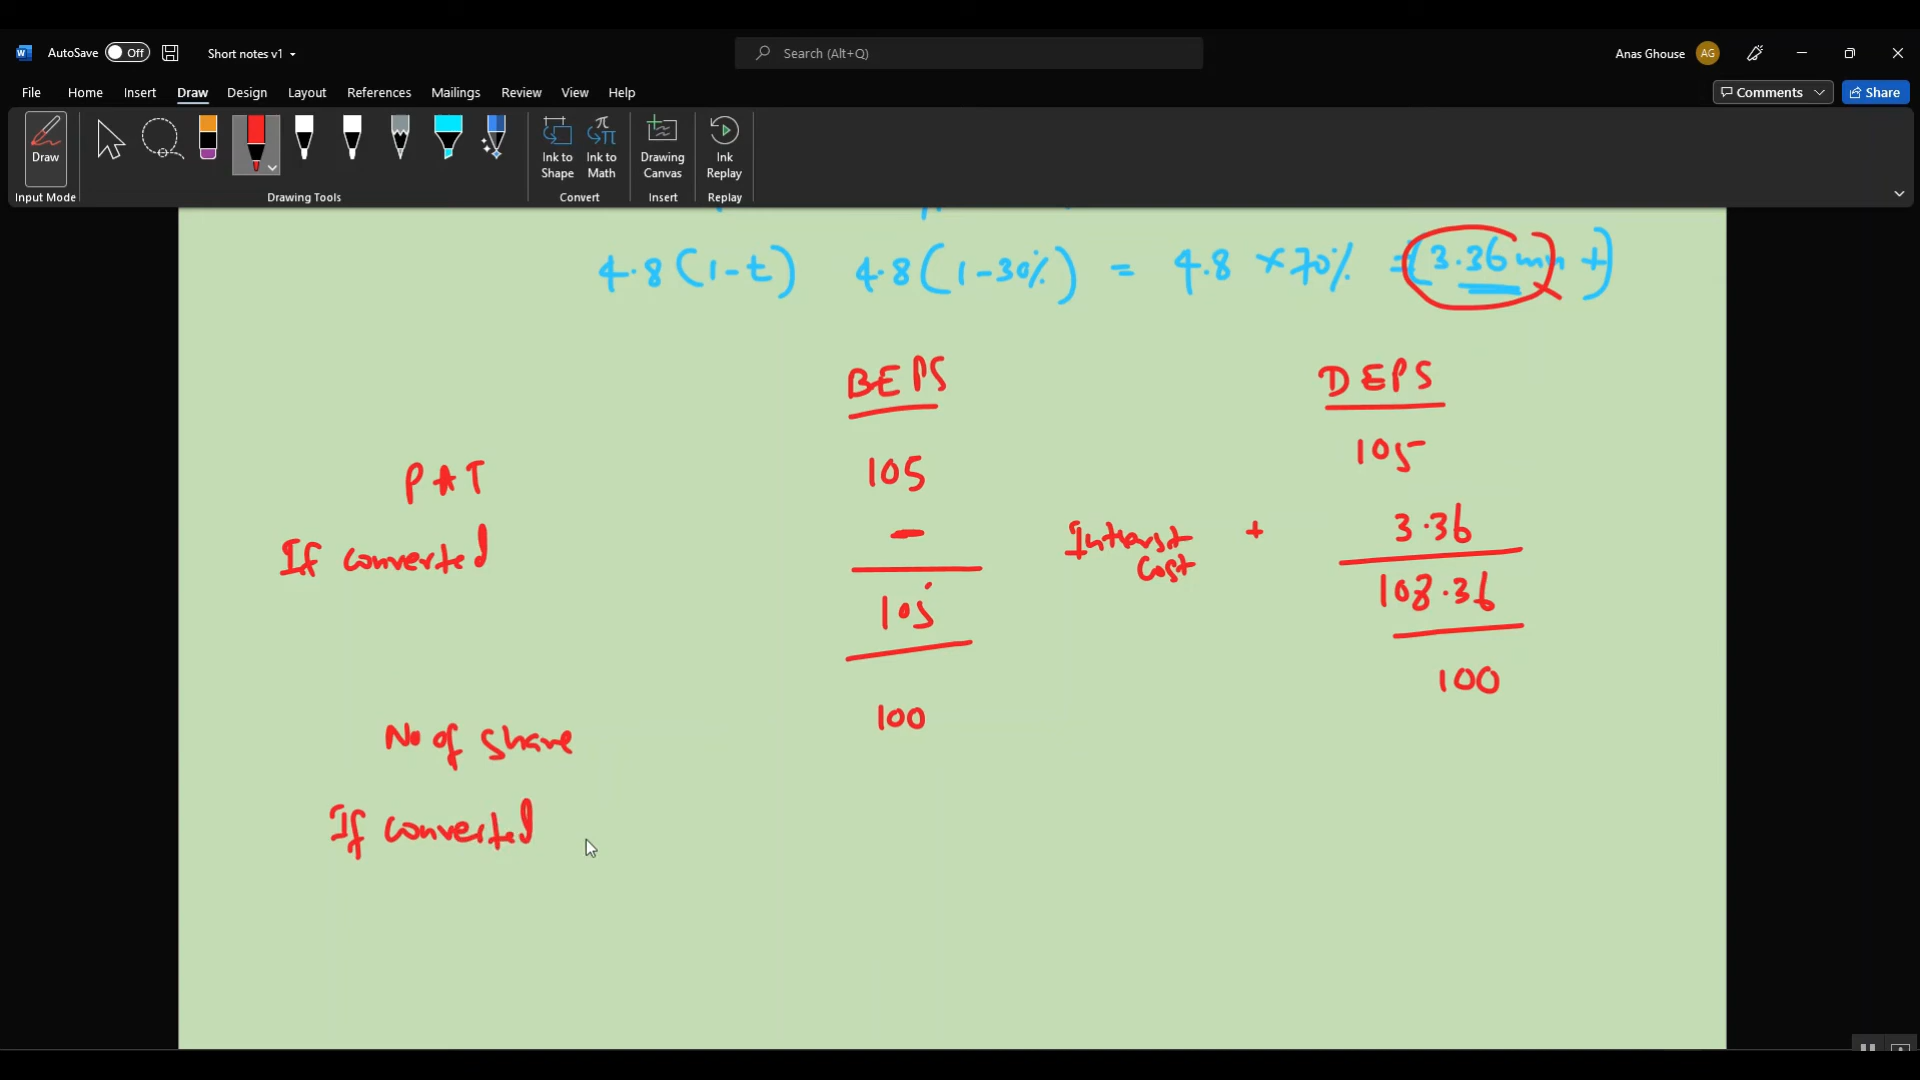 AutoSave Off Short notes v1 Search (Alt+Q) Anas Ghouse AG
File Home Insert Draw Design Layout References Mailings Review View Help Comments Share
Draw Ink to Shape Ink to Math Drawing Canvas Ink Replay
Input Mode Drawing Tools Convert Insert Replay
4.8 (1-t) 4.8 (1-30%) = 4.8 × 70% = (3.36 mn +)
BEPS DEPS
PAT 105 105
If converted - Interst Cost + 3.36
105 108.36
No of share 100 100
If converted